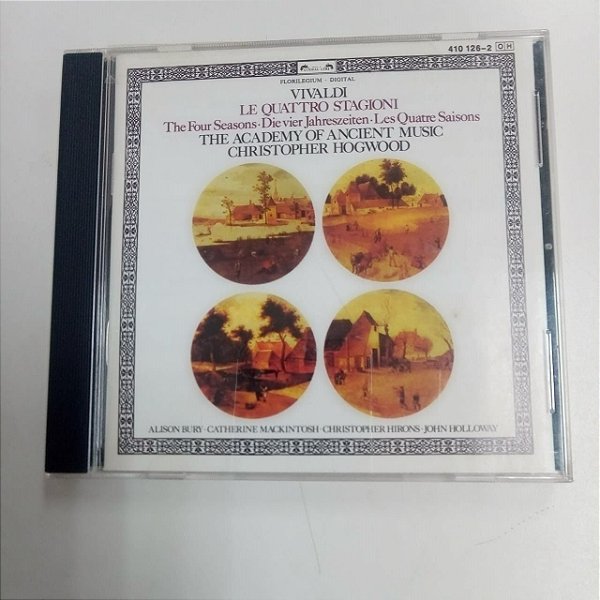 410 126-2 OH
FLORILEGIUM · DIGITAL
VIVALDI
LE QUATTRO STAGIONI
The Four Seasons · Die vier Jahreszeiten · Les Quatre Saisons
THE ACADEMY OF ANCIENT MUSIC
CHRISTOPHER HOGWOOD
ALISON BURY · CATHERINE MACKINTOSH · CHRISTOPHER HIRONS · JOHN HOLLOWAY